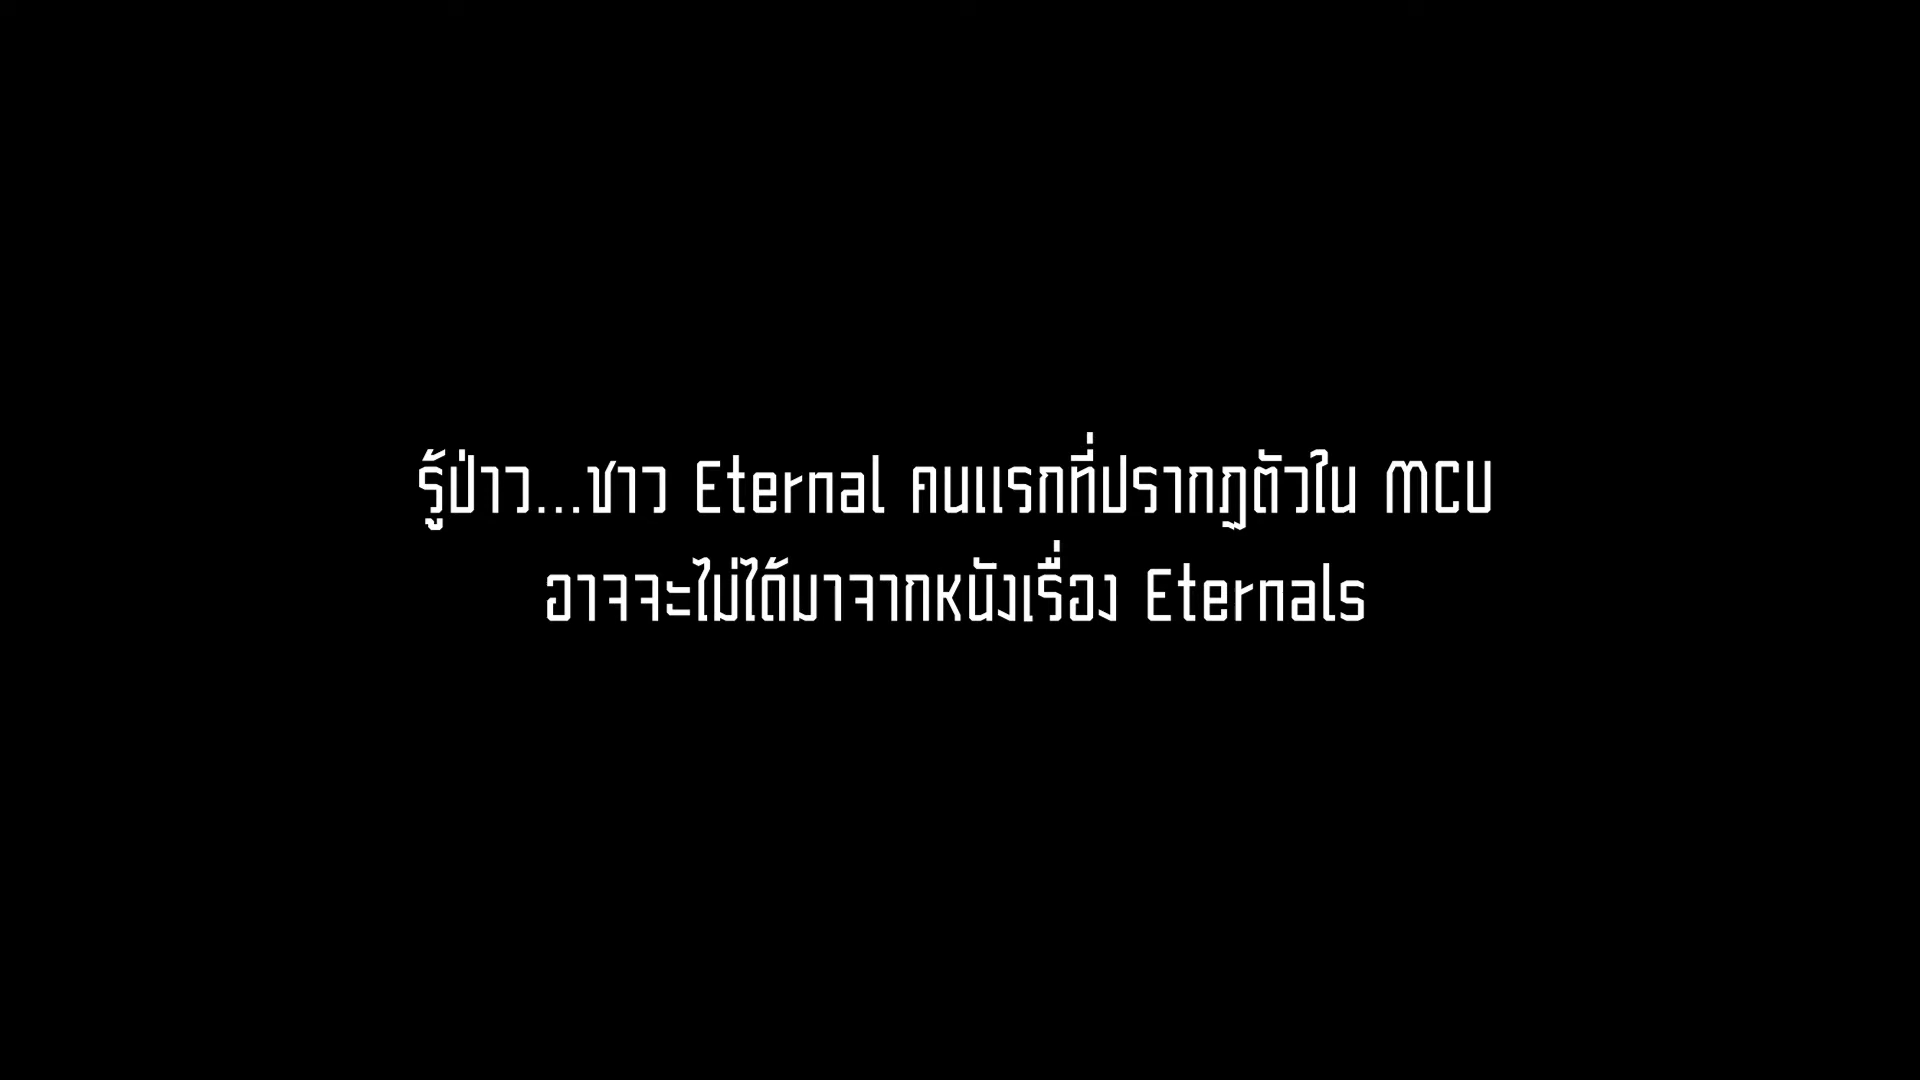 รู้ป่าว...ชาว Eternal คนแรกที่ปรากฏตัวใน MCU
อาจจะไม่ได้มาจากหนังเรื่อง Eternals